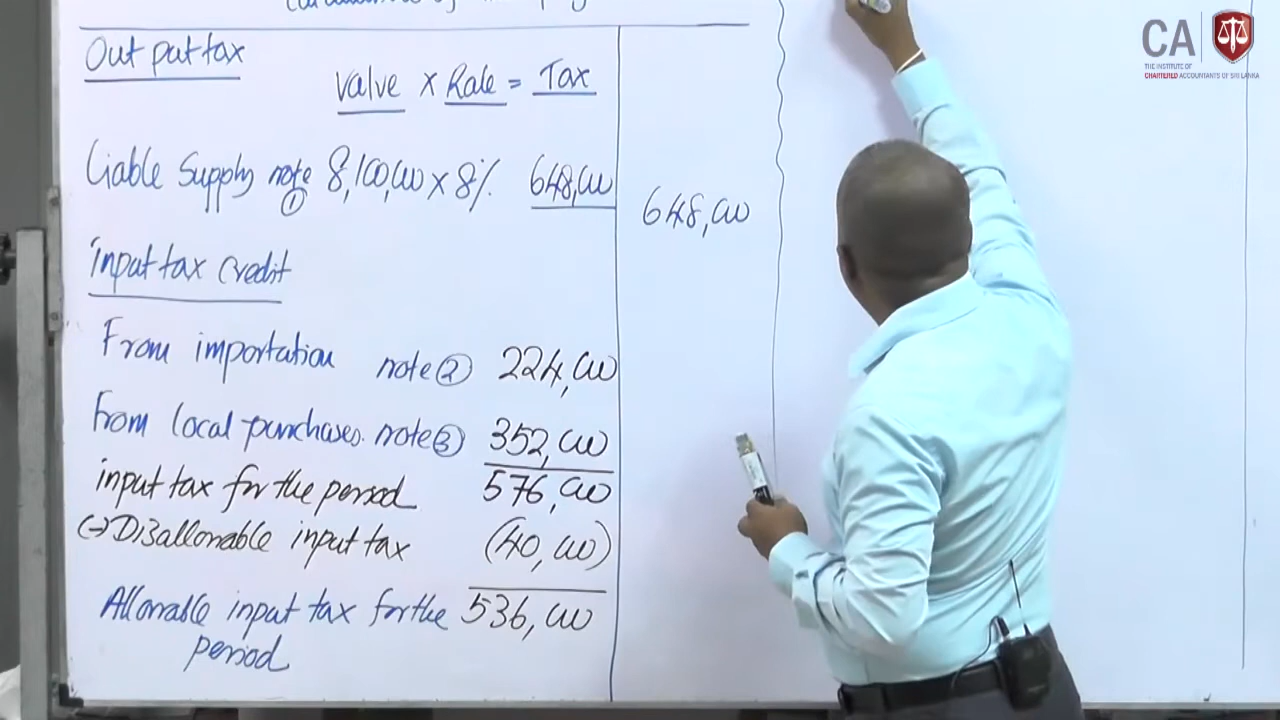 Out put tax
value × Rate = Tax
Liable Supply note ① 8,100,000 × 8% 648,000
648,000
input tax credit
From importation note ② 224,000
From local purchases. note ③ 352,000
input tax for the period 576,000
(-) Disallowable input tax (40,000)
Allowable input tax for the 536,000
period
CA
THE INSTITUTE OF
CHARTERED ACCOUNTANTS OF SRI LANKA